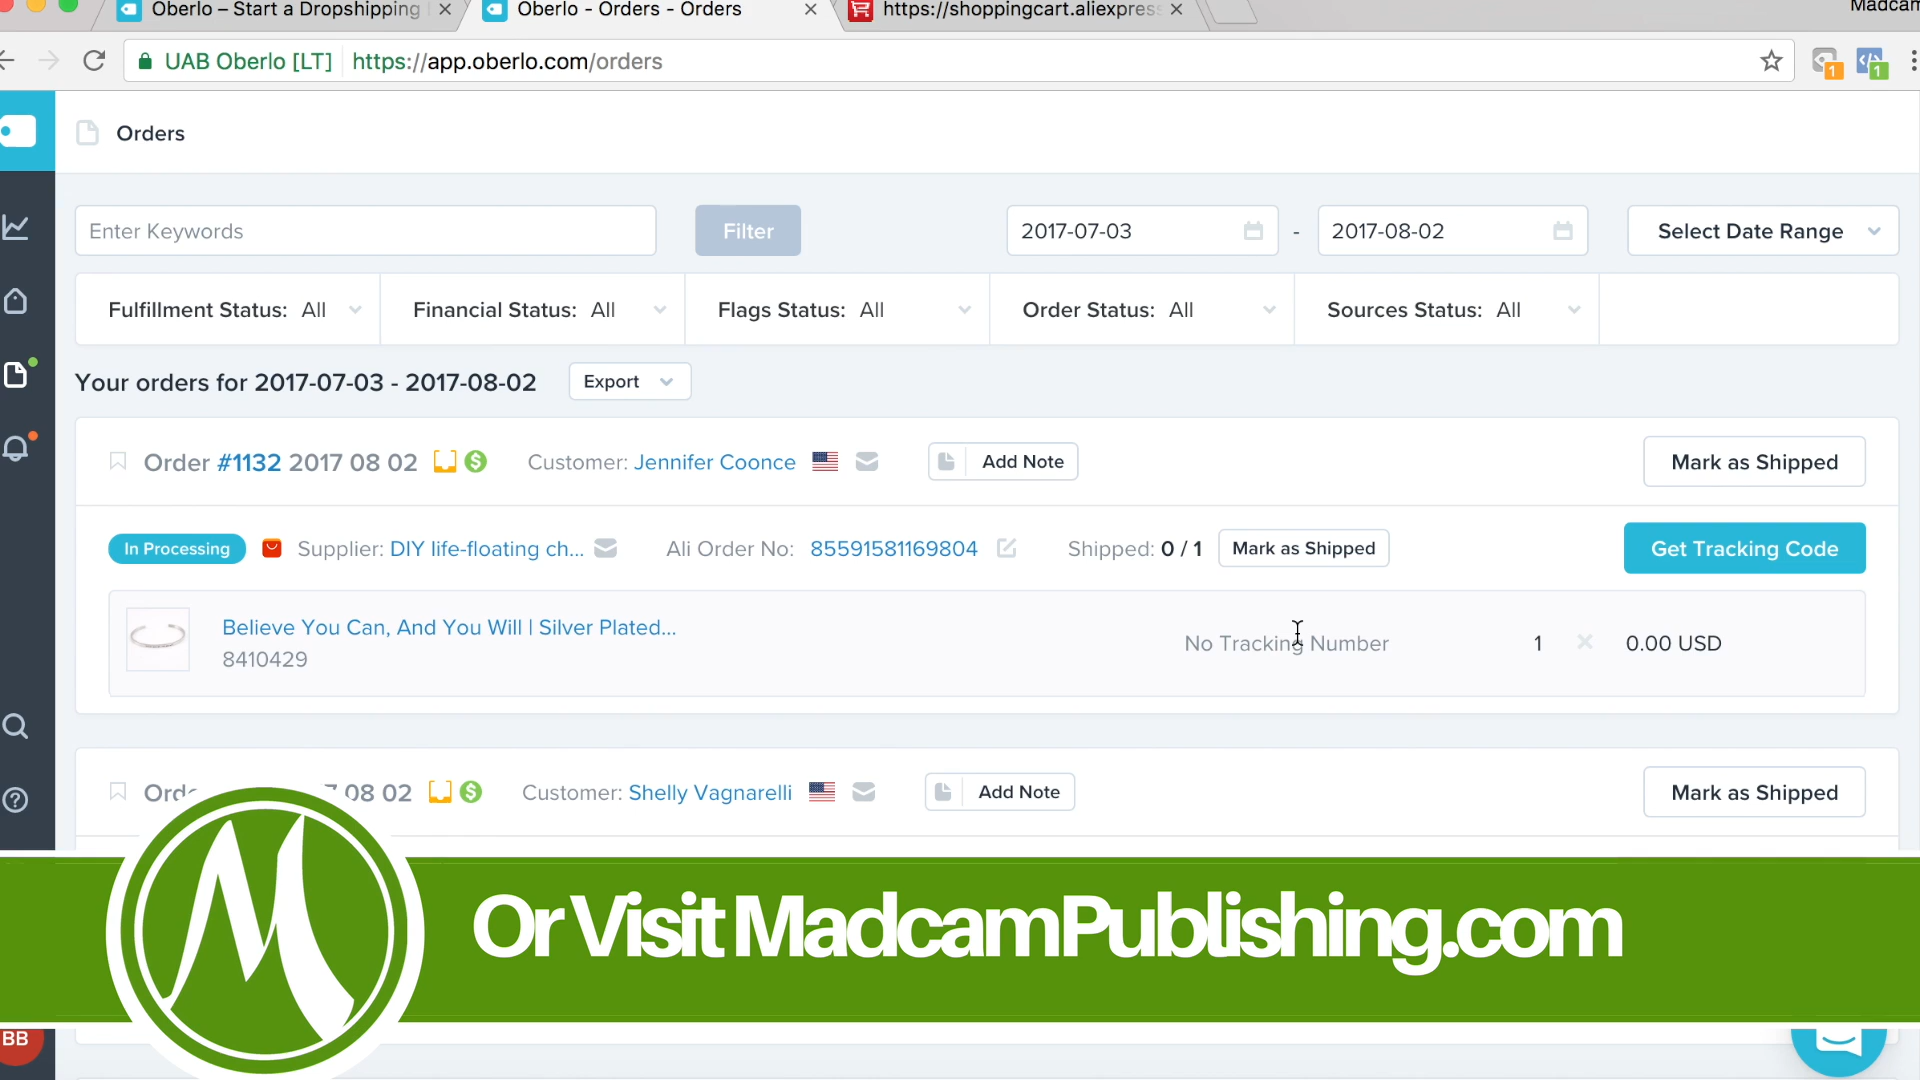 Oberlo – Start a Dropshipping
Oberlo - Orders - Orders
https://shoppingcart.aliexpres
Madcam
UAB Oberlo [LT]
https://app.oberlo.com/orders
1
1
Orders
Enter Keywords
Filter
2017-07-03
-
2017-08-02
Select Date Range
Fulfillment Status: All
Financial Status: All
Flags Status: All
Order Status: All
Sources Status: All
Your orders for 2017-07-03 - 2017-08-02
Export
Order #1132 2017 08 02
Customer: Jennifer Coonce
Add Note
Mark as Shipped
In Processing
Supplier: DIY life-floating ch...
Ali Order No: 85591581169804
Shipped: 0 / 1
Mark as Shipped
Get Tracking Code
Believe You Can, And You Will | Silver Plated...
8410429
No Tracking Number
1
0.00 USD
08 02
Customer: Shelly Vagnarelli
Add Note
Mark as Shipped
M
Or Visit MadcamPublishing.com
BB